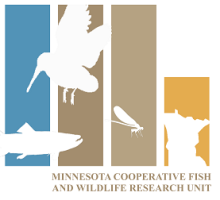 MINNESOTA COOPERATIVE FISH
AND WILDLIFE RESEARCH UNIT